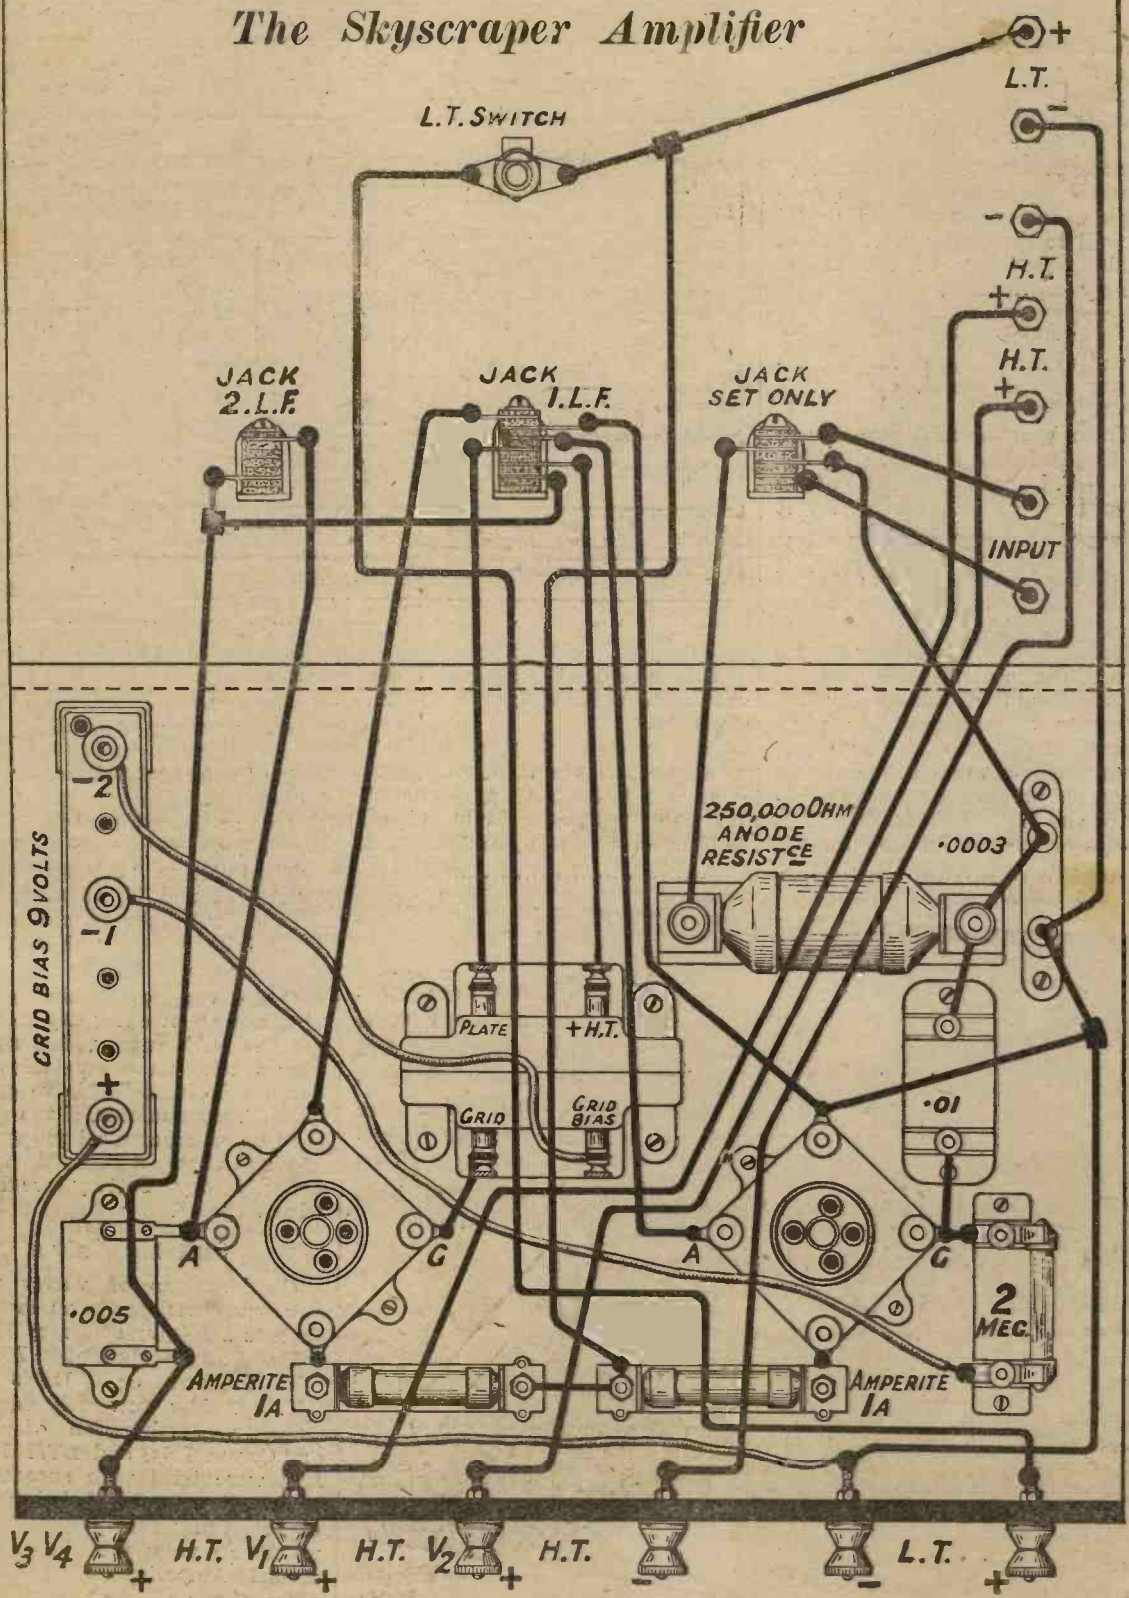 The Skyscraper Amplifier
+
L.T.
-
L.T. SWITCH
-
H.T.
+
H.T.
+
JACK
2.L.F.
JACK
1.L.F.
JACK
SET ONLY
INPUT
-2
-1
+
GRID BIAS 9 VOLTS
250,000 OHM
ANODE
RESISTCE
.0003
PLATE
+H.T.
GRID
GRID
BIAS
.01
A
G
A
G
.005
2
MEG.
AMPERITE
1A
AMPERITE
1A
V3 V4 + H.T. V1 + H.T. V2 + H.T. - - L.T. +